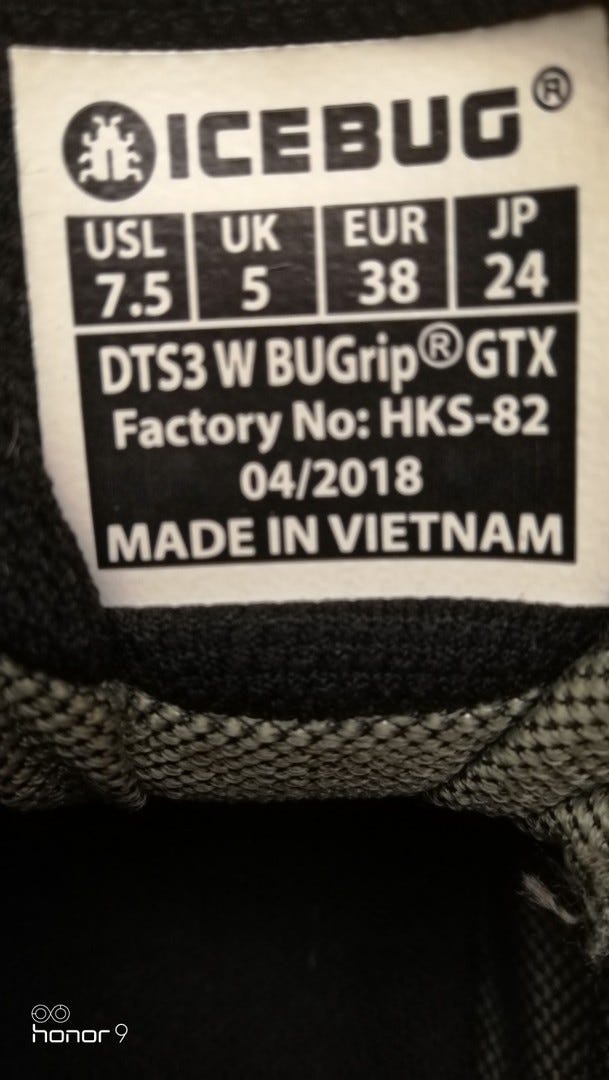 ICEBUG®
USL UK EUR JP
7.5 5 38 24
DTS3 W BUGrip® GTX
Factory No: HKS-82
04/2018
MADE IN VIETNAM
honor 9